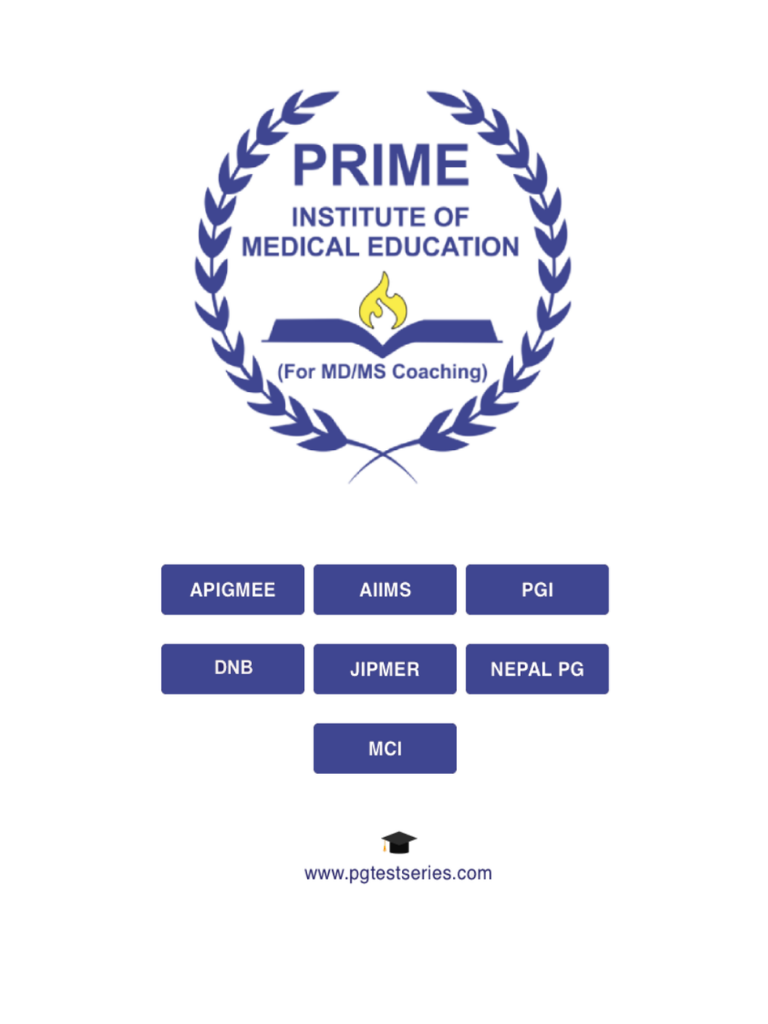 PRIME
INSTITUTE OF
MEDICAL EDUCATION
(For MD/MS Coaching)
APIGMEE
AIIMS
PGI
DNB
JIPMER
NEPAL PG
MCI
www.pgtestseries.com